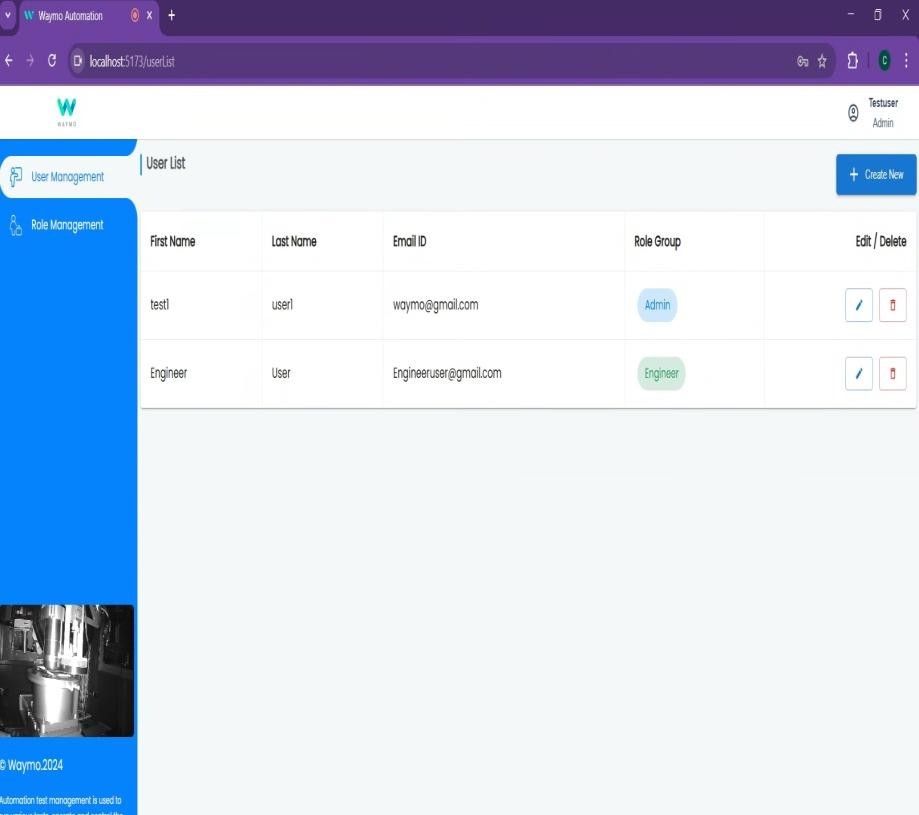 Waymo Automation
localhost:5173/userList
C
WAYMO
Testuser
Admin
User Management
Role Management
User List
+ Create New
First Name Last Name Email ID Role Group Edit / Delete
test1 user1 waymo@gmail.com Admin
Engineer User Engineeruser@gmail.com Engineer
© Waymo.2024
Automation test management is used to